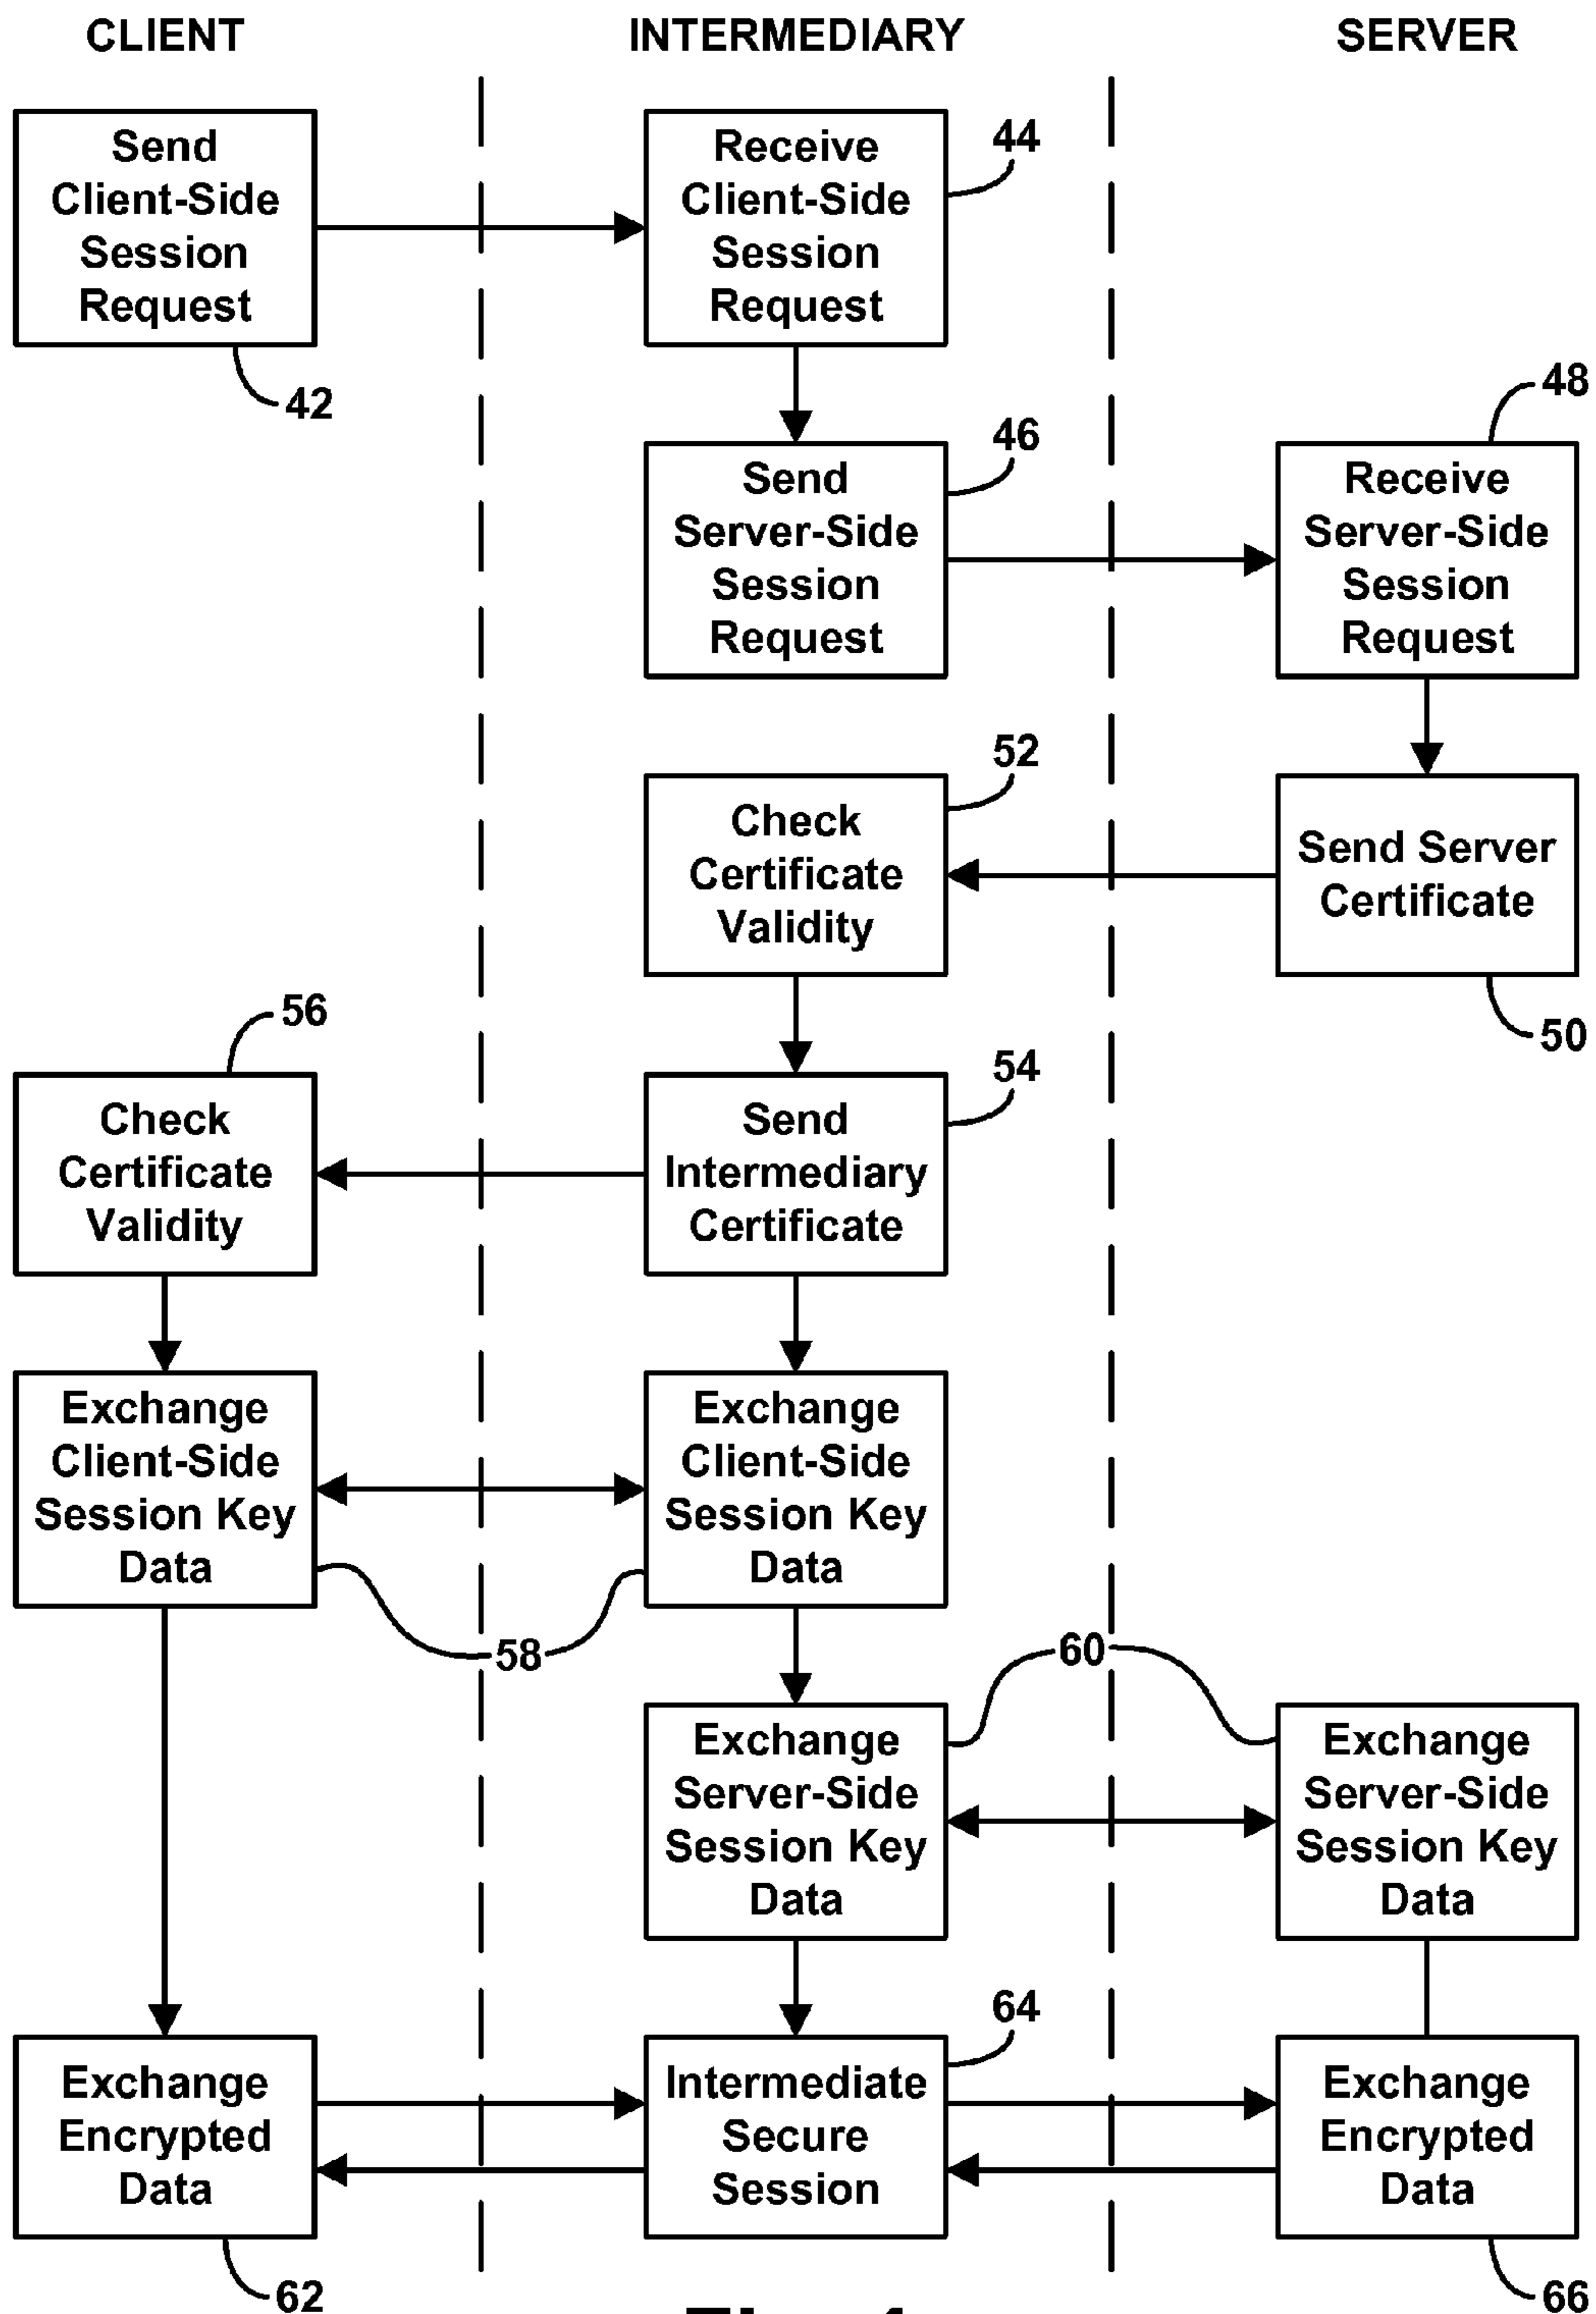 CLIENT
INTERMEDIARY
SERVER
Send
Client-Side
Session
Request
42
Receive
Client-Side
Session
Request
44
Send
Server-Side
Session
Request
46
Receive
Server-Side
Session
Request
48
Check
Certificate
Validity
52
Send Server
Certificate
50
Check
Certificate
Validity
56
Send
Intermediary
Certificate
54
Exchange
Client-Side
Session Key
Data
Exchange
Client-Side
Session Key
Data
58
Exchange
Server-Side
Session Key
Data
60
Exchange
Server-Side
Session Key
Data
Exchange
Encrypted
Data
62
Intermediate
Secure
Session
64
Exchange
Encrypted
Data
66